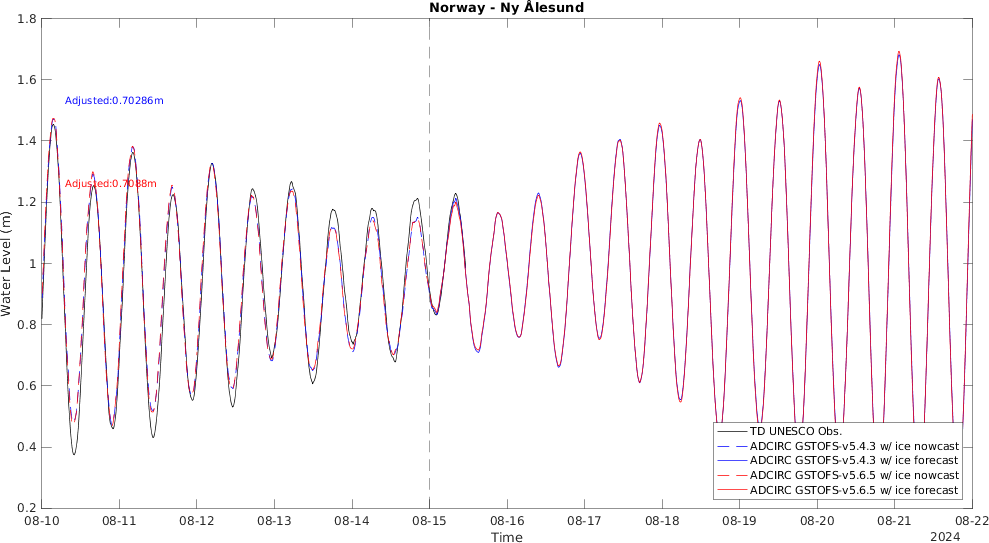 Norway - Ny Ålesund
Water Level (m)
1.8
1.6
1.4
1.2
1
0.8
0.6
0.4
0.2
Adjusted:0.70286m
Adjusted:0.7088m
TD UNESCO Obs.
ADCIRC GSTOFS-v5.4.3 w/ ice nowcast
ADCIRC GSTOFS-v5.4.3 w/ ice forecast
ADCIRC GSTOFS-v5.6.5 w/ ice nowcast
ADCIRC GSTOFS-v5.6.5 w/ ice forecast
08-10 08-11 08-12 08-13 08-14 08-15 08-16 08-17 08-18 08-19 08-20 08-21 08-22
Time
2024